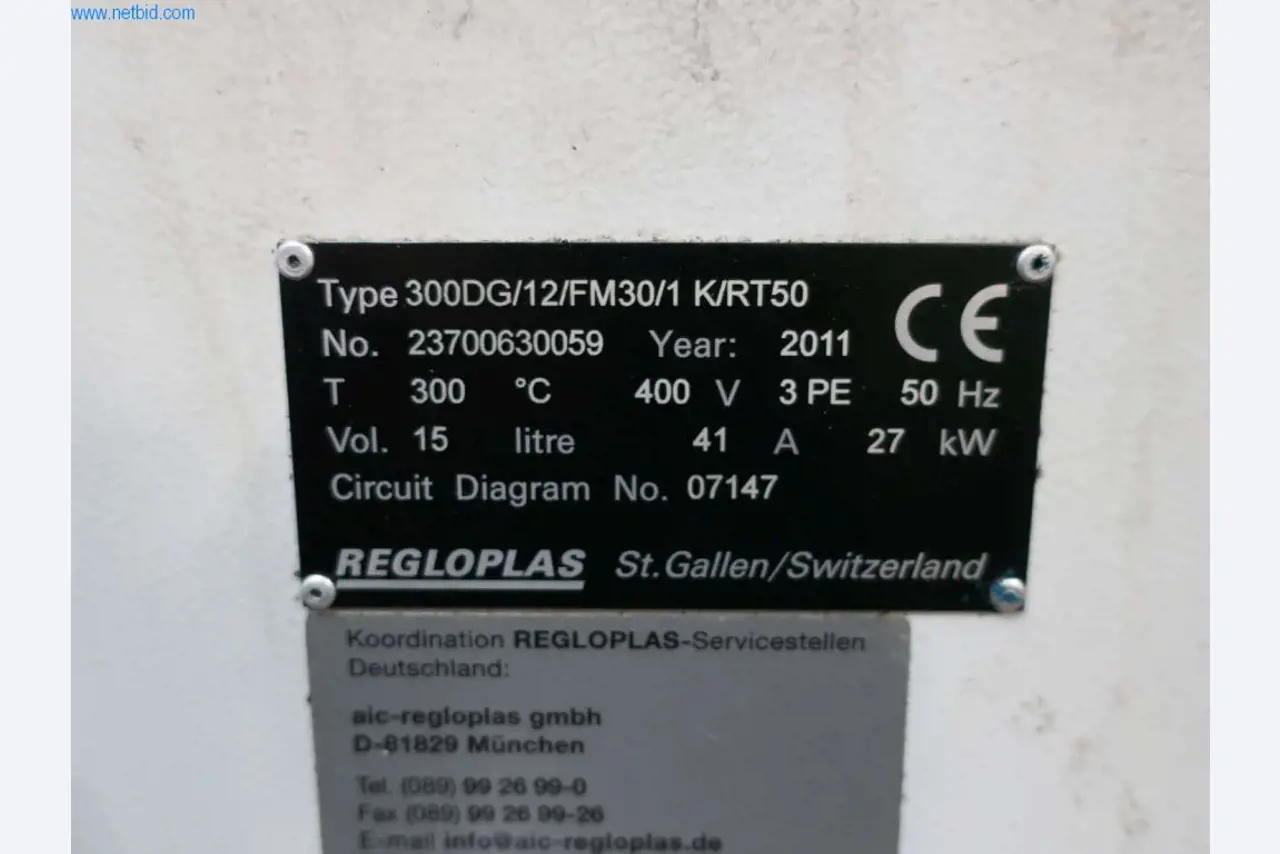 www.netbid.com
Type 300DG/12/FM30/1 K/RT50
No. 23700630059 Year: 2011 CE
T 300 °C 400 V 3 PE 50 Hz
Vol. 15 litre 41 A 27 kW
Circuit Diagram No. 07147
REGLOPLAS St. Gallen/Switzerland
Koordination REGLOPLAS-Servicestellen
Deutschland:
aic-regloplas gmbh
D-81829 München
Tel. (089) 99 26 99-0
Fax (089) 99 26 99-26
E-mail info@aic-regloplas.de